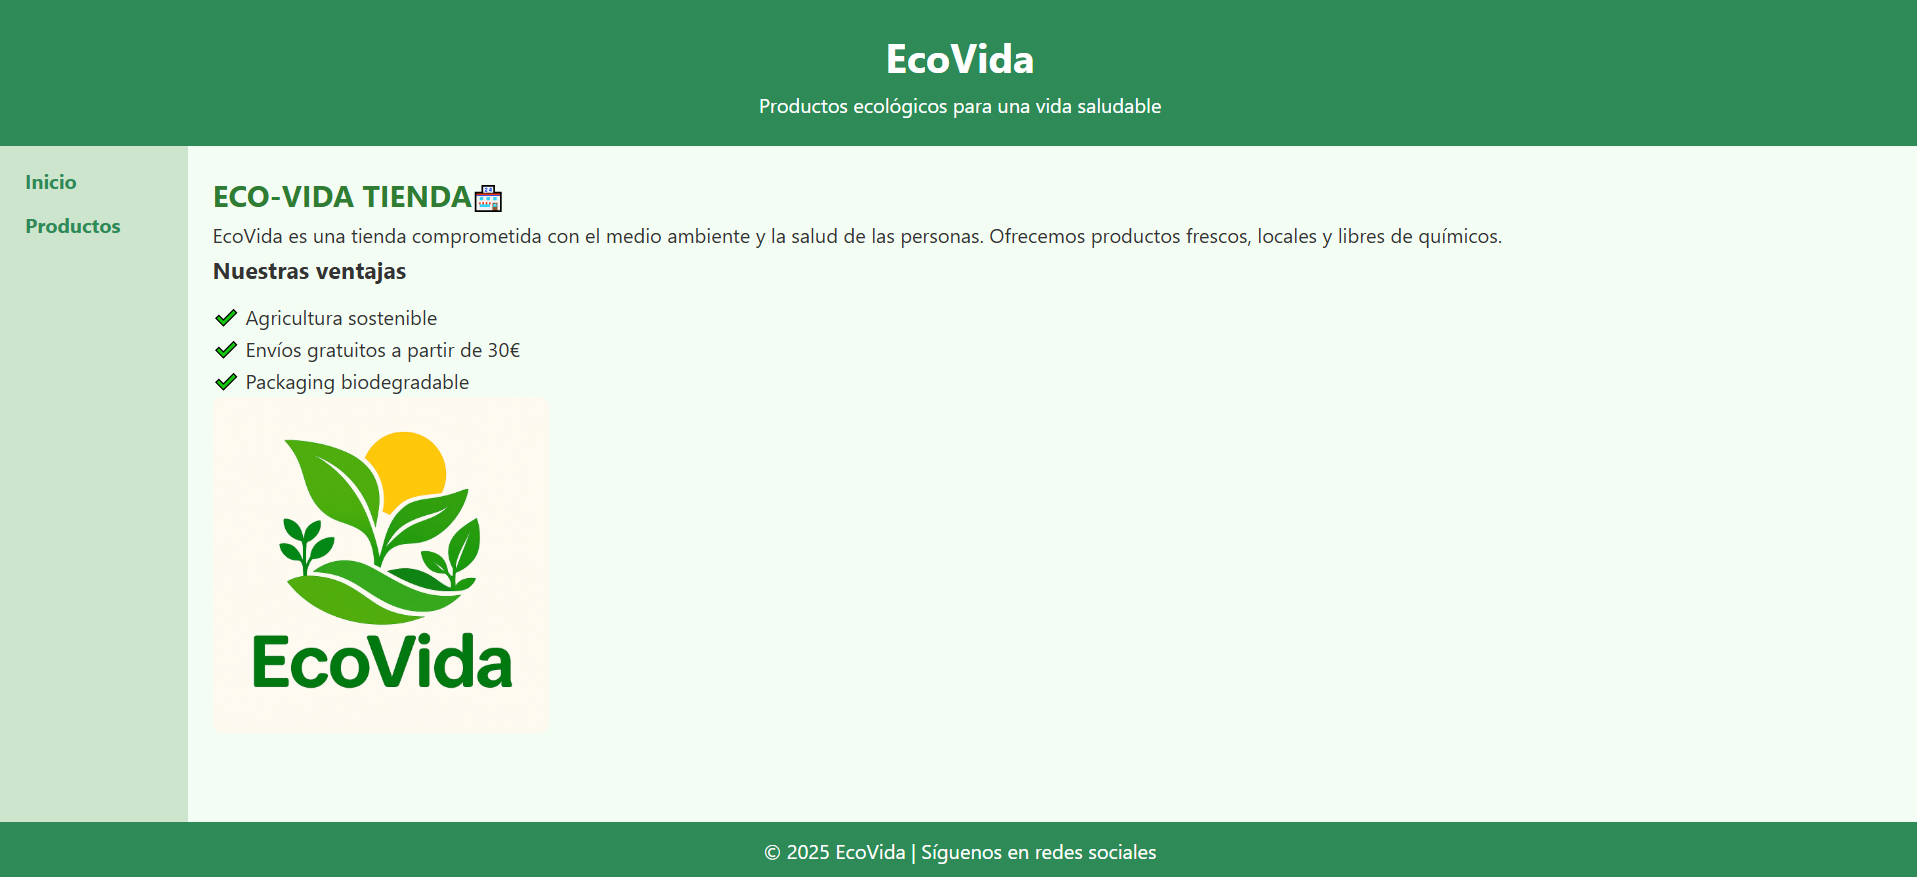 EcoVida
Productos ecológicos para una vida saludable
Inicio
Productos
ECO-VIDA TIENDA🏪
EcoVida es una tienda comprometida con el medio ambiente y la salud de las personas. Ofrecemos productos frescos, locales y libres de químicos.
Nuestras ventajas
✔ Agricultura sostenible
✔ Envíos gratuitos a partir de 30€
✔ Packaging biodegradable
EcoVida
© 2025 EcoVida | Síguenos en redes sociales